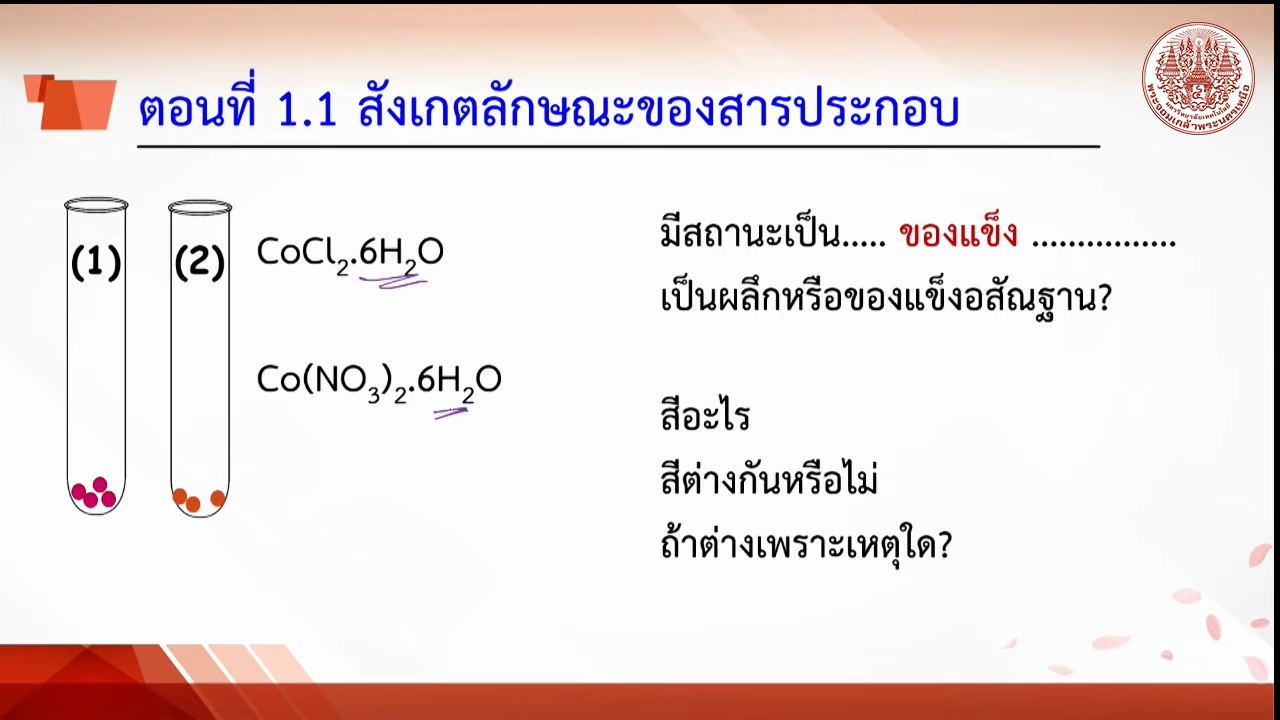 ตอนที่ 1.1 สังเกตลักษณะของสารประกอบ
(1)
(2)
CoCl₂.6H₂O
Co(NO₃)₂.6H₂O
มีสถานะเป็น..... ของแข็ง ................
เป็นผลึกหรือของแข็งอสัณฐาน?
สีอะไร
สีต่างกันหรือไม่
ถ้าต่างเพราะเหตุใด?